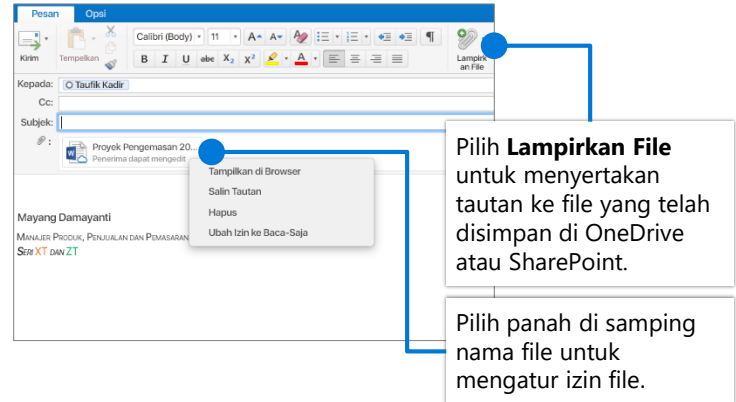 Pesan Opsi
Calibri (Body) 11 A A
Kirim Tempelkan B I U abc X₂ X² A Lampirk
an File
Kepada: Taufik Kadir
Cc:
Subjek:
Proyek Pengemasan 20...
Penerima dapat mengedit
Tampilkan di Browser
Salin Tautan
Hapus
Ubah Izin ke Baca-Saja
Mayang Damayanti
MANAJER PRODUK, PENJUALAN DAN PEMASARAN
SERI XT DAN ZT
Pilih Lampirkan File
untuk menyertakan
tautan ke file yang telah
disimpan di OneDrive
atau SharePoint.
Pilih panah di samping
nama file untuk
mengatur izin file.